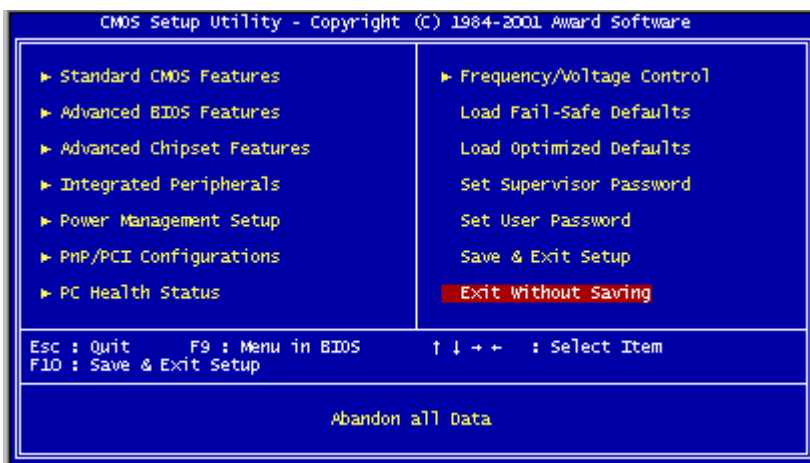 CMOS Setup Utility - Copyright (C) 1984-2001 Award Software
► Standard CMOS Features
► Advanced BIOS Features
► Advanced Chipset Features
► Integrated Peripherals
► Power Management Setup
► PnP/PCI Configurations
► PC Health Status
► Frequency/Voltage Control
Load Fail-Safe Defaults
Load Optimized Defaults
Set Supervisor Password
Set User Password
Save & Exit Setup
Exit Without Saving
Esc : Quit F9 : Menu in BIOS ↑ ↓ → ← : Select Item
F10 : Save & Exit Setup
Abandon all Data